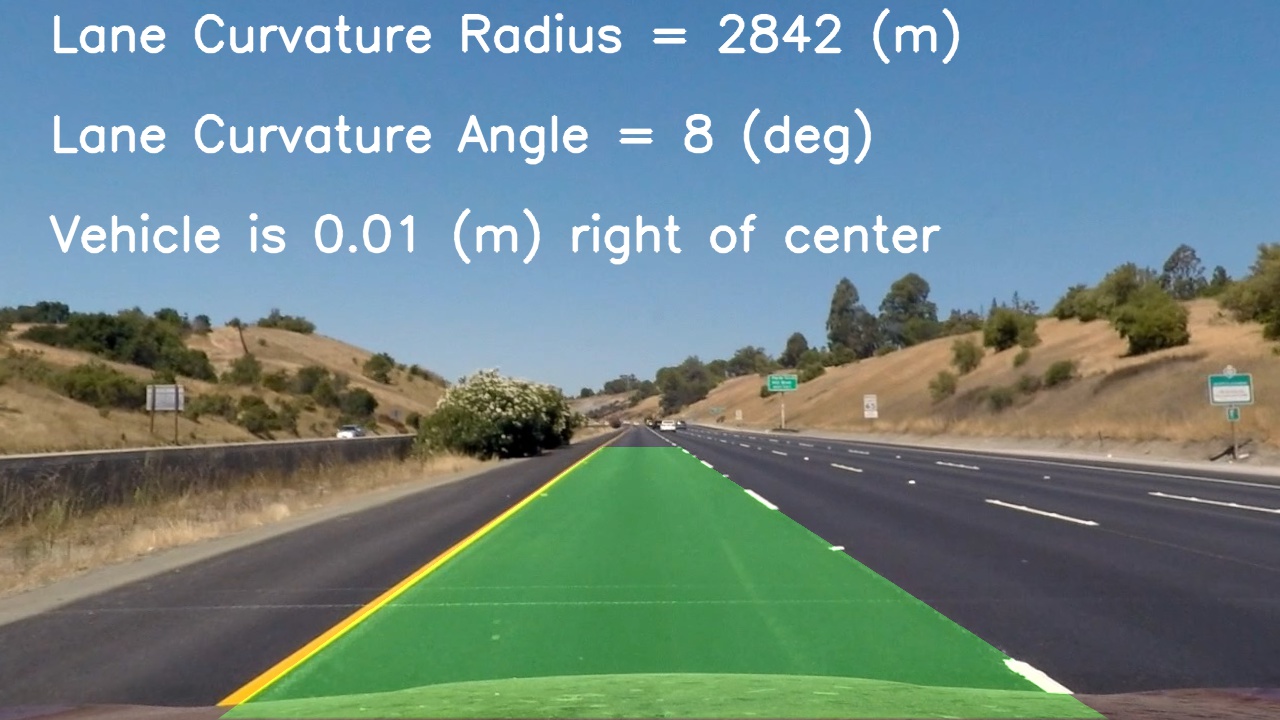 Lane Curvature Radius = 2842 (m)
Lane Curvature Angle = 8 (deg)
Vehicle is 0.01 (m) right of center